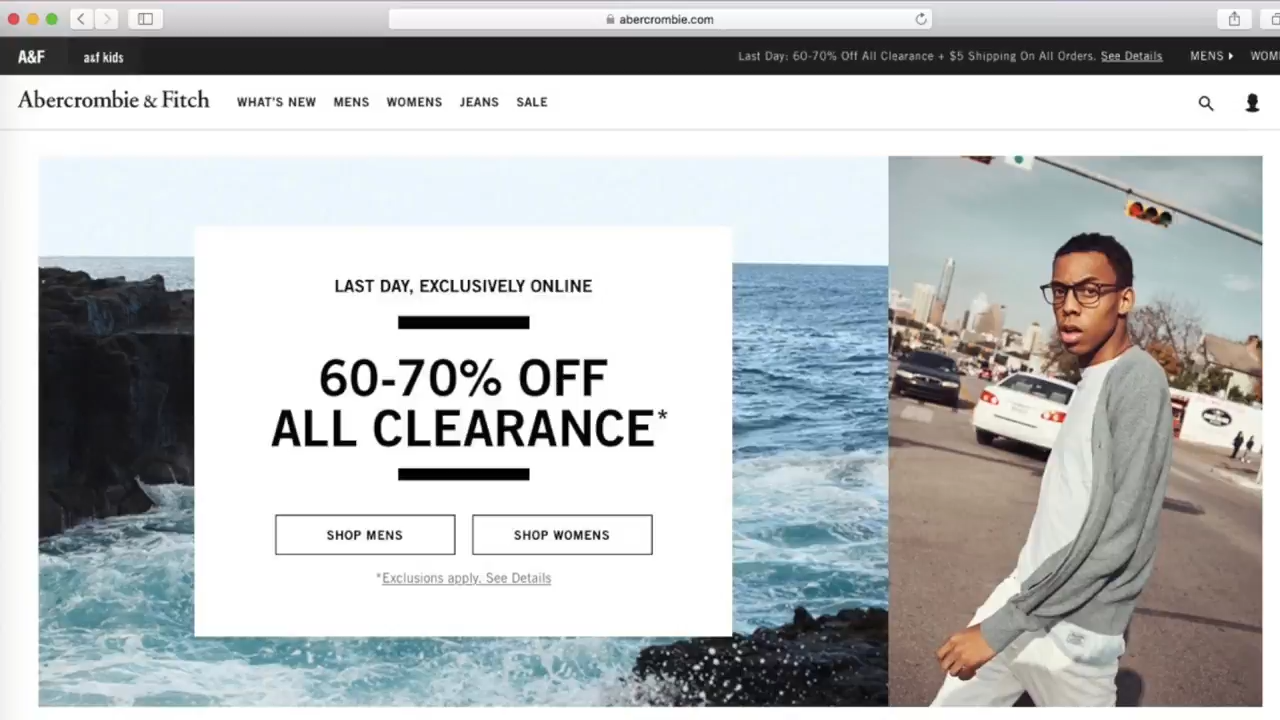 abercrombie.com
A&F
a&f kids
Last Day: 60-70% Off All Clearance + $5 Shipping On All Orders. See Details
MENS
Abercrombie & Fitch
WHAT'S NEW
MENS
WOMENS
JEANS
SALE
LAST DAY, EXCLUSIVELY ONLINE
60-70% OFF
ALL CLEARANCE*
SHOP MENS
SHOP WOMENS
*Exclusions apply. See Details